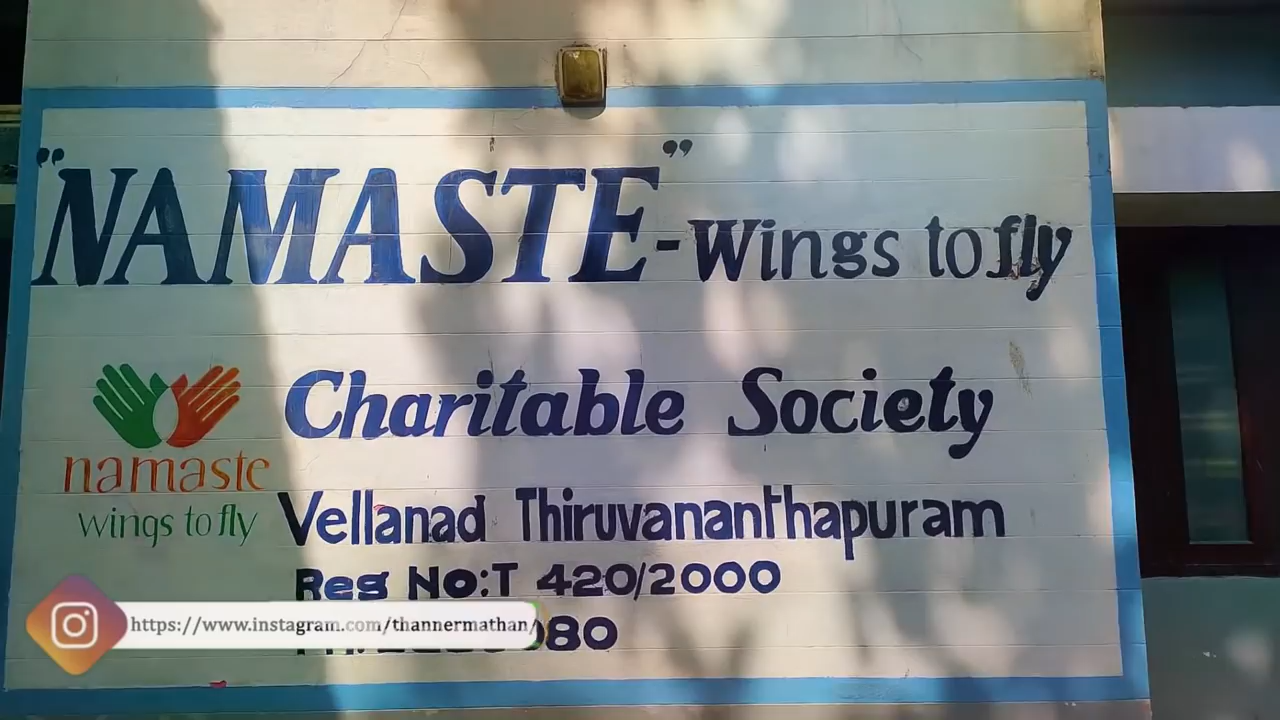 "NAMASTE"-Wings to fly
Charitable Society
namaste
wings to fly
Vellanad Thiruvananthapuram
Reg No:T 420/2000
https://www.instagram.com/thannermathan/